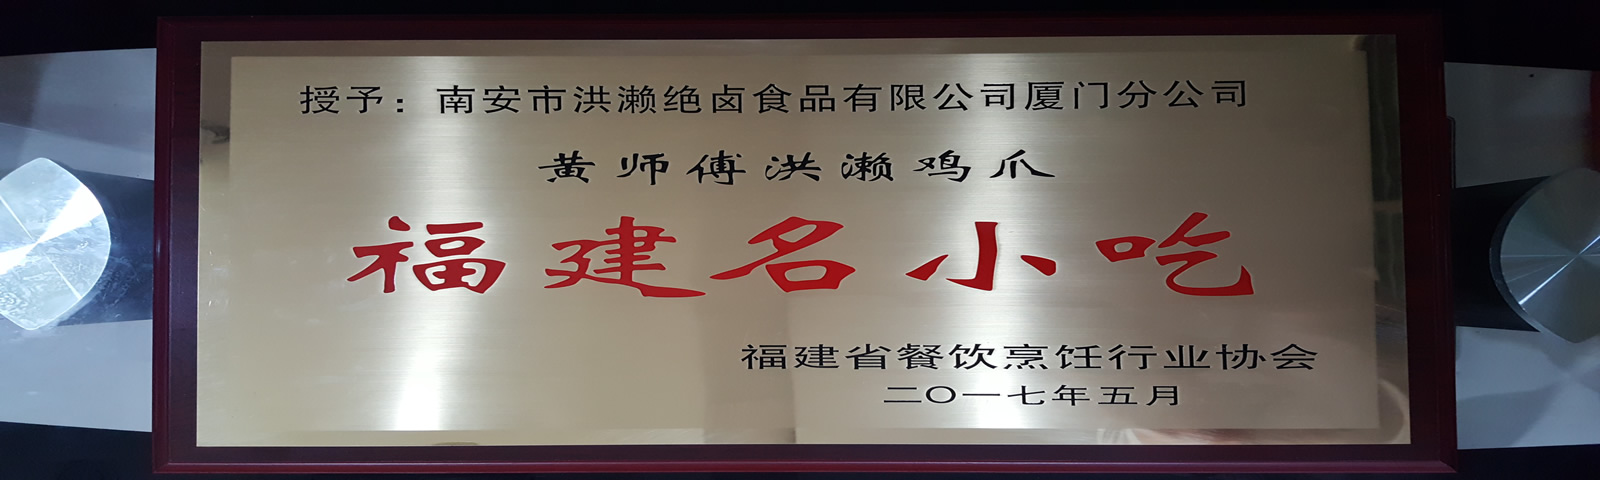 授予：南安市洪濑绝卤食品有限公司厦门分公司
黄师傅洪濑鸡爪
福建名小吃
福建省餐饮烹饪行业协会
二〇一七年五月